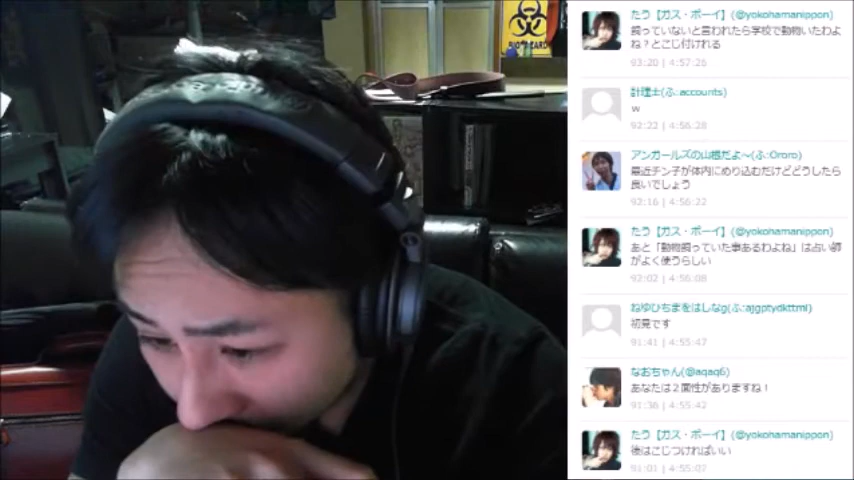 BIOHAZARD
たう【ガス・ボーイ】(@yokohamanippon)
飼っていないと言われたら学校で動物いたわよ
ね？とこじ付けれる
93:20 | 4:57:26
計理士(ふ:accounts)
w
92:22 | 4:56:28
アンガールズの山根だよ～(ふ:Ororo)
最近チン子が体内にめり込むだけどどうしたら
良いでしょう
92:16 | 4:56:22
たう【ガス・ボーイ】(@yokohamanippon)
あと「動物飼っていた事あるわよね」は占い師
がよく使うらしい
92:02 | 4:56:08
ねゆひちまをはしなg(ふ:ajgptydkttml)
初見です
91:41 | 4:55:47
なおちゃん(@aqaq6)
あなたは２面性がありますね！
91:36 | 4:55:42
たう【ガス・ボーイ】(@yokohamanippon)
後はこじつければいい
91:01 | 4:55:07